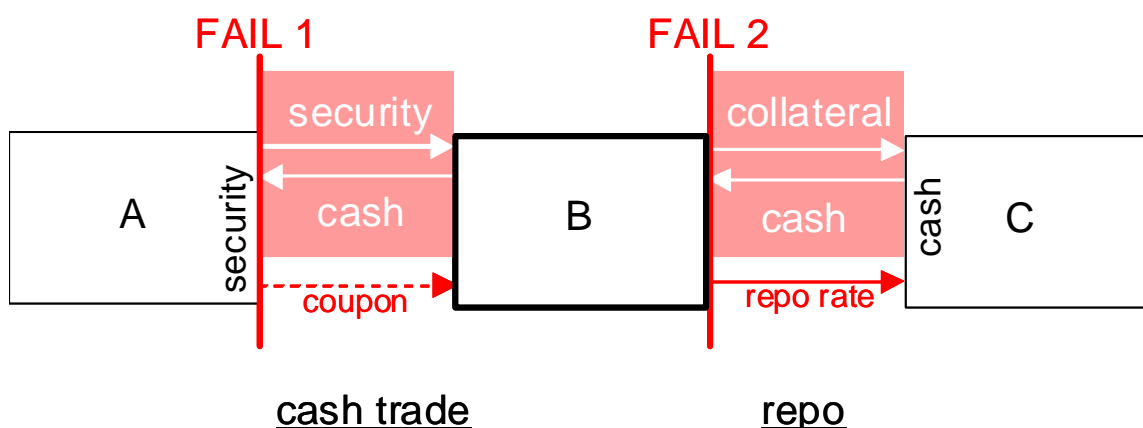 FAIL 1
FAIL 2
security
collateral
A
security
B
cash
C
cash
cash
coupon
repo rate
cash trade
repo